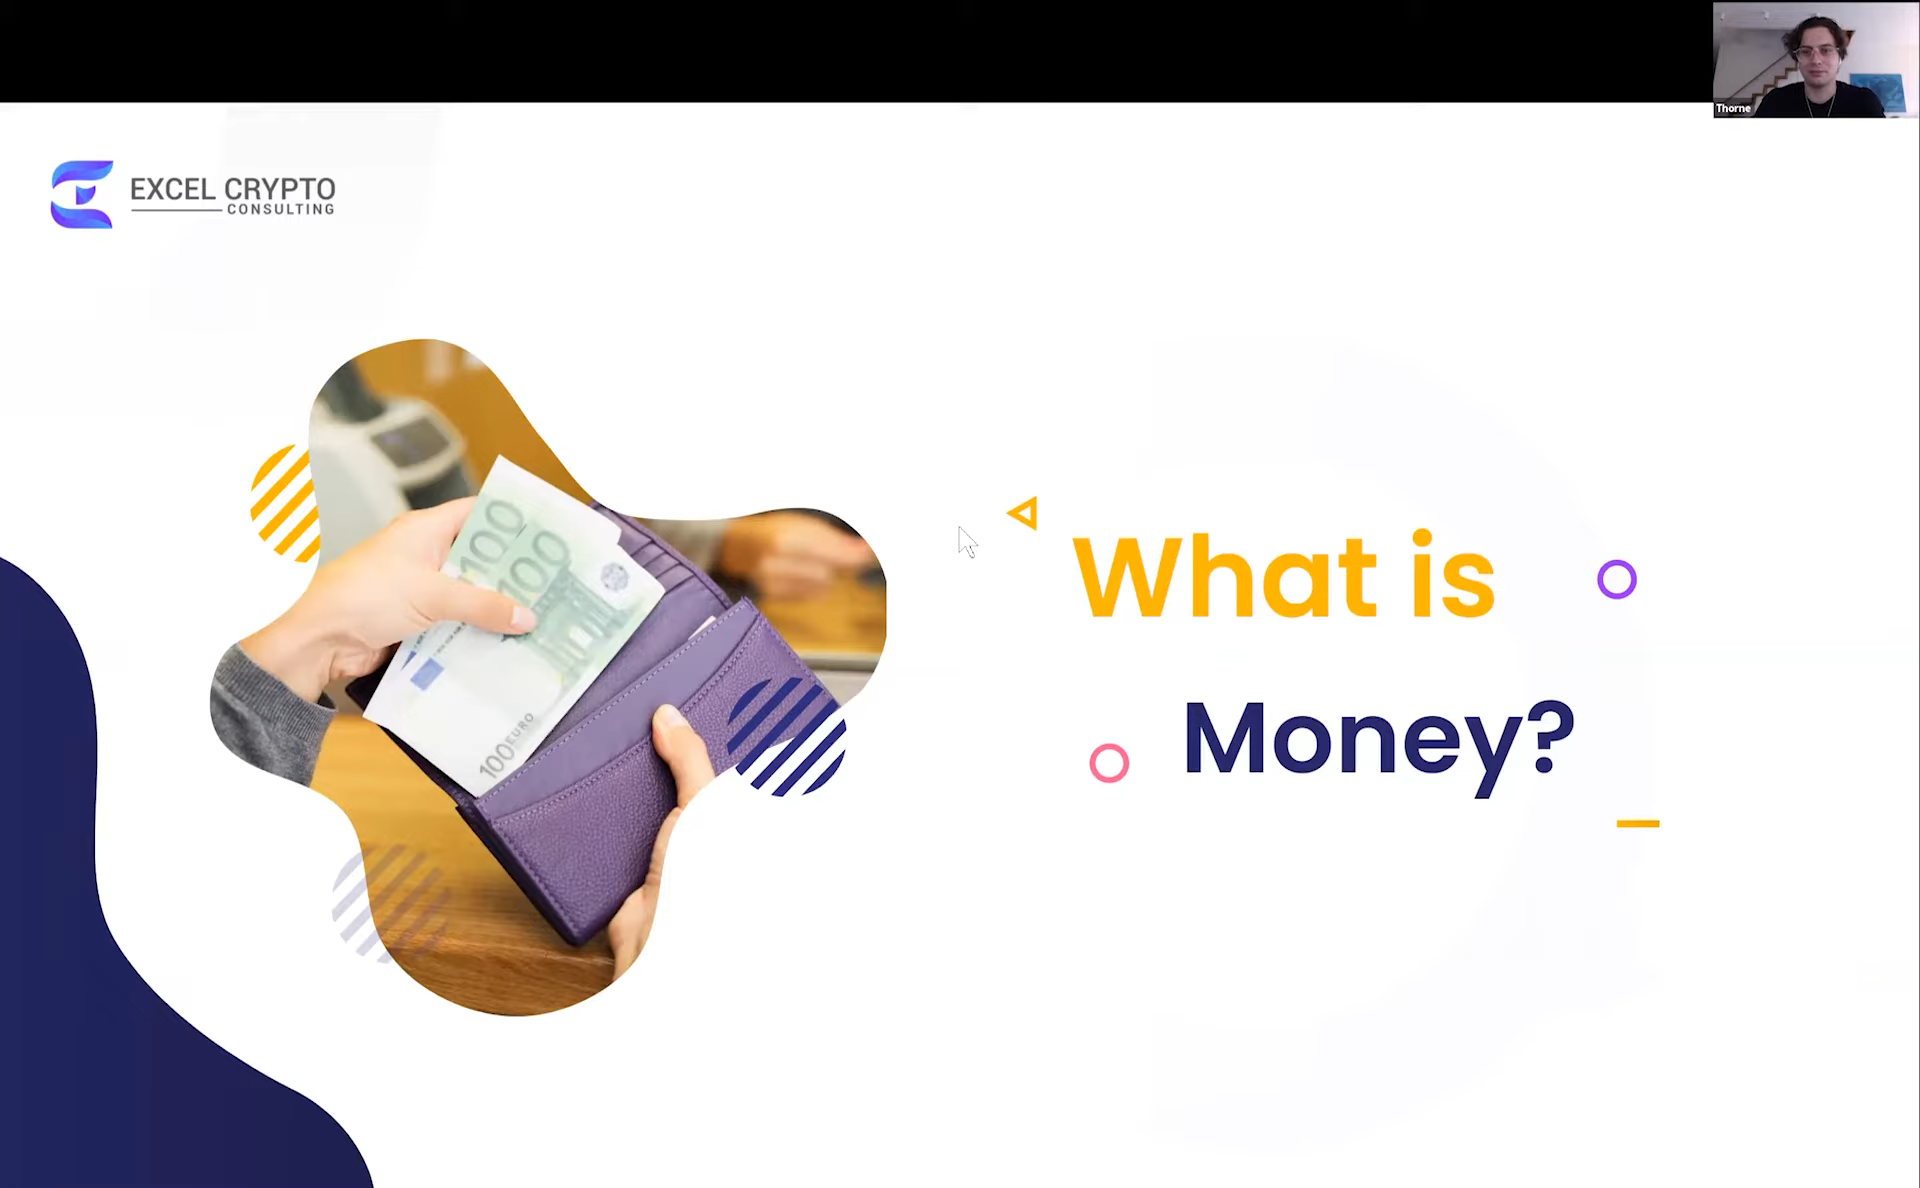 Thorne
EXCEL CRYPTO
CONSULTING
100
100
100 EURO
What is
Money?